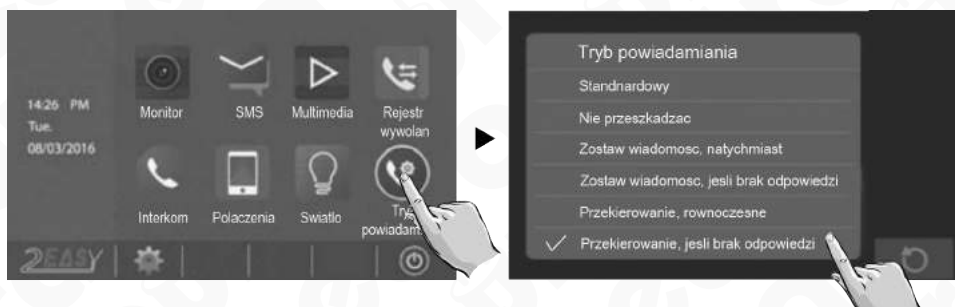 14:26 PM
Tue.
08/03/2016
Monitor
SMS
Multimedia
Rejestr
wywolan
Interkom
Polaczenia
Swiatlo
powiadam
2EASY
Tryb powiadamiania
Standnardowy
Nie przeszkadzac
Zostaw wiadomosc, natychmiast
Zostaw wiadomosc, jesli brak odpowiedzi
Przekierowanie, rownoczesne
Przekierowanie, jesli brak odpowiedzi